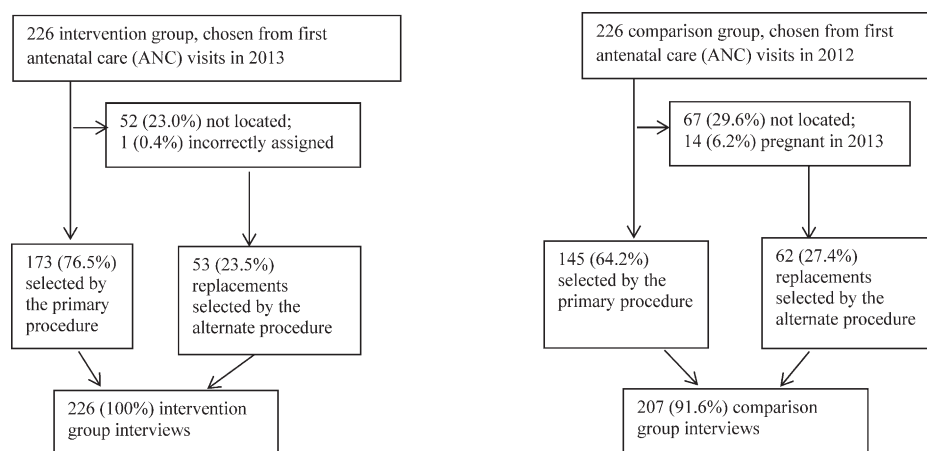 226 intervention group, chosen from first
antenatal care (ANC) visits in 2013
52 (23.0%) not located;
1 (0.4%) incorrectly assigned
173 (76.5%)
selected by
the primary
procedure
53 (23.5%)
replacements
selected by the
alternate procedure
226 (100%) intervention
group interviews
226 comparison group, chosen from first
antenatal care (ANC) visits in 2012
67 (29.6%) not located;
14 (6.2%) pregnant in 2013
145 (64.2%)
selected by the
primary procedure
62 (27.4%)
replacements
selected by the
alternate procedure
207 (91.6%) comparison
group interviews